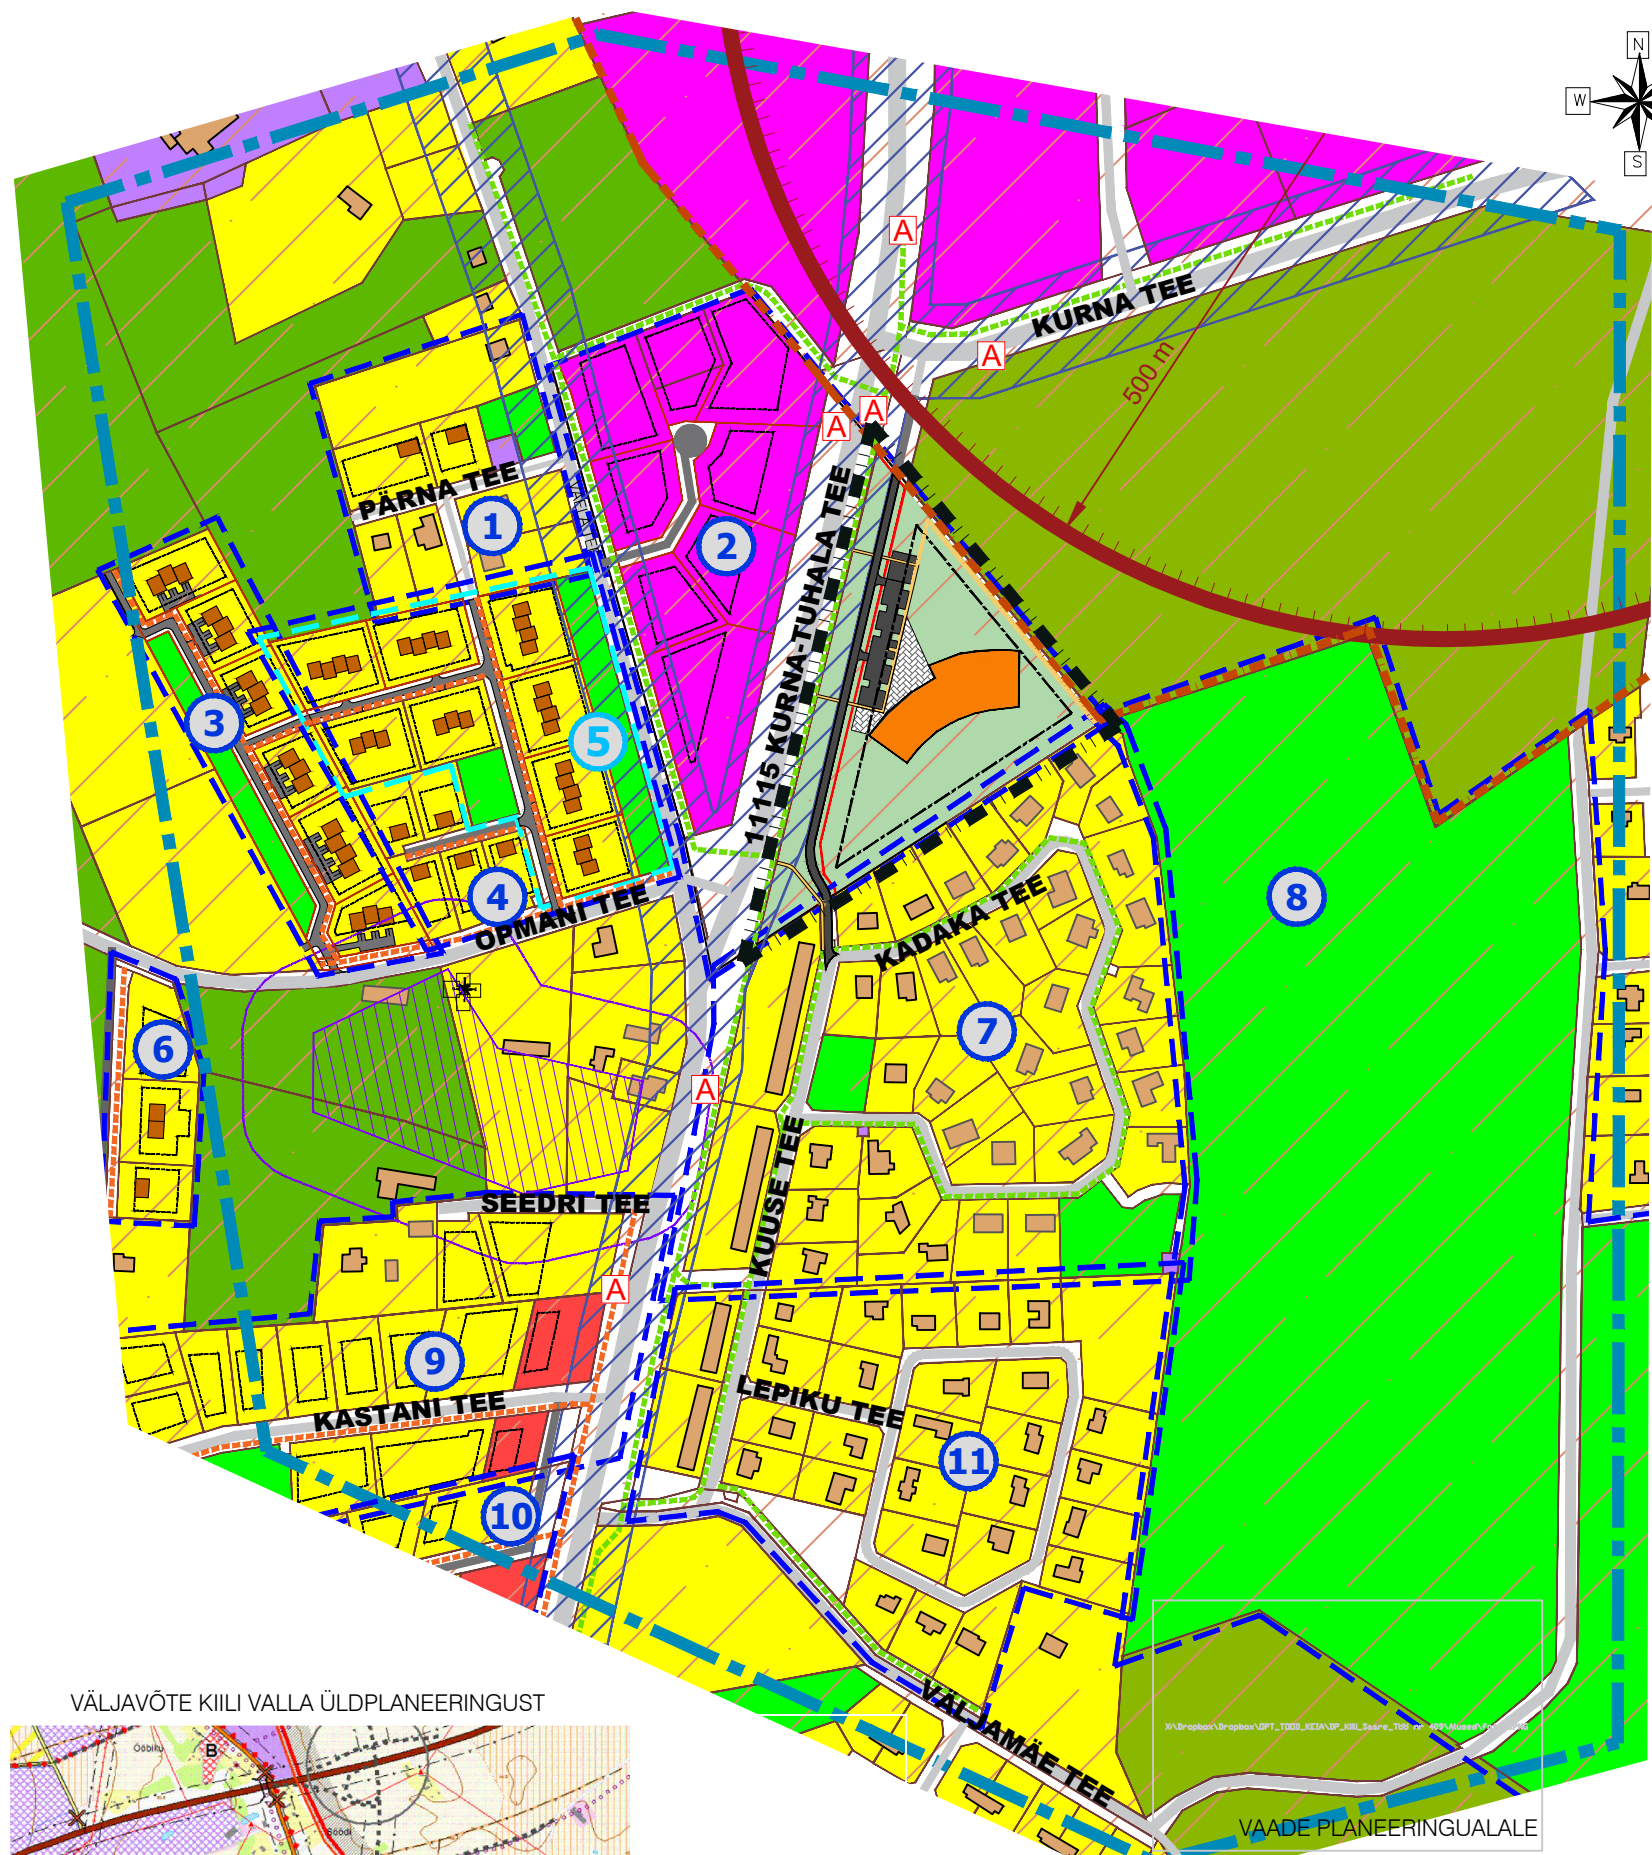 N
W
S
A
KURNA TEE
A
500 m
A
A
PÄRNA TEE
1
2
11115 KURNA-TUHALA TEE
3
5
4
OPMANI TEE
8
KADAKA TEE
6
7
A
KUUSE TEE
SEEDRI TEE
A
9
KASTANI TEE
LEPIKU TEE
11
10
VÄLJAMÄE TEE
VÄLJAVÕTE KIILI VALLA ÜLDPLANEERINGUST
Ööbiku
B
Söödi
VAADE PLANEERINGUALALE